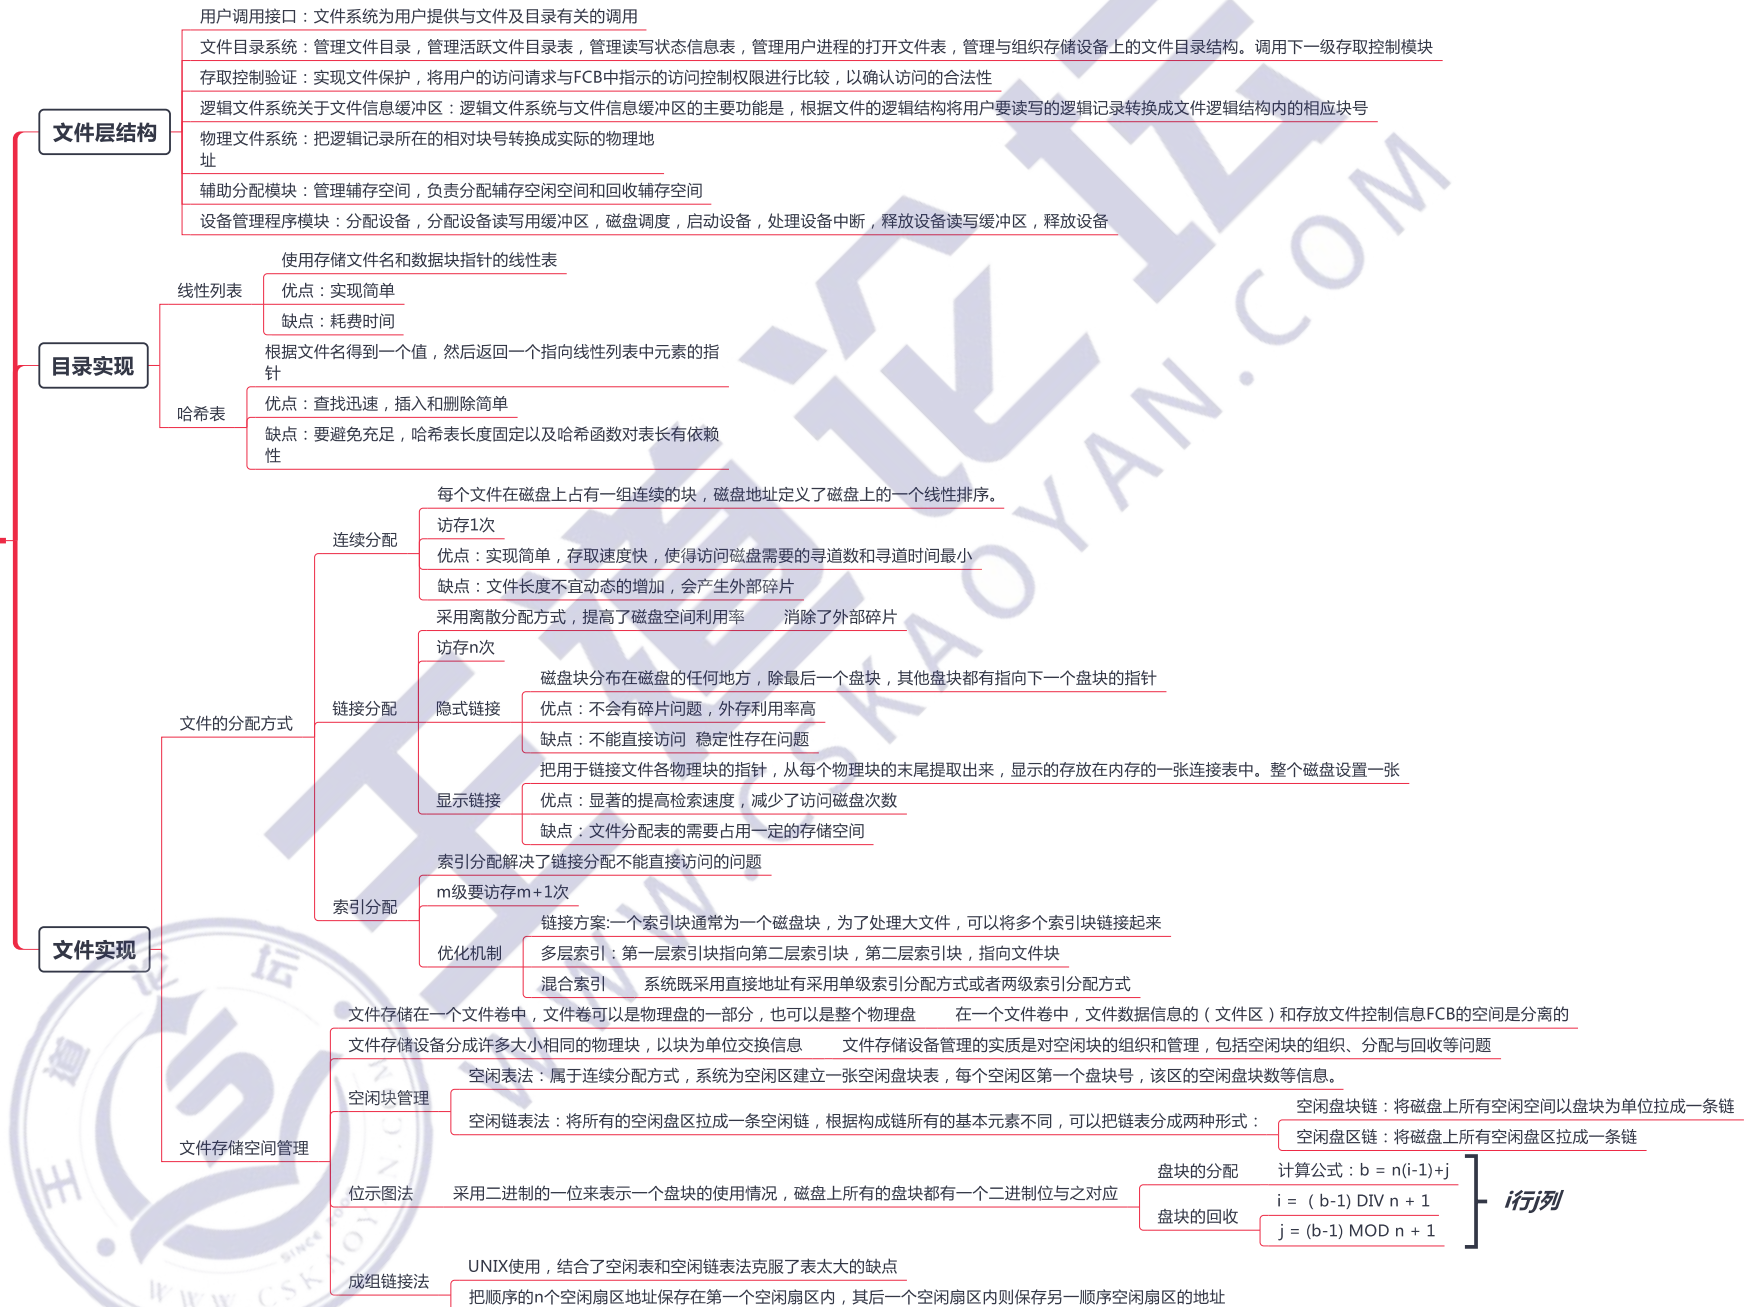 用户调用接口：文件系统为用户提供与文件及目录有关的调用
文件目录系统：管理文件目录，管理活跃文件目录表，管理读写状态信息表，管理用户进程的打开文件表，管理与组织存储设备上的文件目录结构。调用下一级存取控制模块
存取控制验证：实现文件保护，将用户的访问请求与FCB中指示的访问控制权限进行比较，以确认访问的合法性
逻辑文件系统关于文件信息缓冲区：逻辑文件系统与文件信息缓冲区的主要功能是，根据文件的逻辑结构将用户要读写的逻辑记录转换成文件逻辑结构内的相应块号
文件层结构
物理文件系统：把逻辑记录所在的相对块号转换成实际的物理地
址
辅助分配模块：管理辅存空间，负责分配辅存空闲空间和回收辅存空间
设备管理程序模块：分配设备，分配设备读写用缓冲区，磁盘调度，启动设备，处理设备中断，释放设备读写缓冲区，释放设备
使用存储文件名和数据块指针的线性表
线性列表
优点：实现简单
缺点：耗费时间
目录实现
根据文件名得到一个值，然后返回一个指向线性列表中元素的指
针
哈希表
优点：查找迅速，插入和删除简单
缺点：要避免充足，哈希表长度固定以及哈希函数对表长有依赖
性
每个文件在磁盘上占有一组连续的块，磁盘地址定义了磁盘上的一个线性排序。
连续分配
访存1次
优点：实现简单，存取速度快，使得访问磁盘需要的寻道数和寻道时间最小
缺点：文件长度不宜动态的增加，会产生外部碎片
采用离散分配方式，提高了磁盘空间利用率 消除了外部碎片
访存n次
文件的分配方式
链接分配
隐式链接
磁盘块分布在磁盘的任何地方，除最后一个盘块，其他盘块都有指向下一个盘块的指针
优点：不会有碎片问题，外存利用率高
缺点：不能直接访问 稳定性存在问题
显示链接
把用于链接文件各物理块的指针，从每个物理块的末尾提取出来，显示的存放在内存的一张连接表中。整个磁盘设置一张
优点：显著的提高检索速度，减少了访问磁盘次数
缺点：文件分配表的需要占用一定的存储空间
索引分配
索引分配解决了链接分配不能直接访问的问题
m级要访存m+1次
优化机制
链接方案:一个索引块通常为一个磁盘块，为了处理大文件，可以将多个索引块链接起来
多层索引：第一层索引块指向第二层索引块，第二层索引块，指向文件块
混合索引 系统既采用直接地址有采用单级索引分配方式或者两级索引分配方式
文件实现
文件存储在一个文件卷中，文件卷可以是物理盘的一部分，也可以是整个物理盘 在一个文件卷中，文件数据信息的（文件区）和存放文件控制信息FCB的空间是分离的
文件存储设备分成许多大小相同的物理块，以块为单位交换信息 文件存储设备管理的实质是对空闲块的组织和管理，包括空闲块的组织、分配与回收等问题
空闲块管理
空闲表法：属于连续分配方式，系统为空闲区建立一张空闲盘块表，每个空闲区第一个盘块号，该区的空闲盘块数等信息。
空闲链表法：将所有的空闲盘区拉成一条空闲链，根据构成链所有的基本元素不同，可以把链表分成两种形式：
空闲盘块链：将磁盘上所有空闲空间以盘块为单位拉成一条链
空闲盘区链：将磁盘上所有空闲盘区拉成一条链
文件存储空间管理
位示图法 采用二进制的一位来表示一个盘块的使用情况，磁盘上所有的盘块都有一个二进制位与之对应
盘块的分配 计算公式：b = n(i-1)+j
盘块的回收
i = （ b-1) DIV n + 1
j = (b-1) MOD n + 1
i行j列
成组链接法
UNIX使用，结合了空闲表和空闲链表法克服了表太大的缺点
把顺序的n个空闲扇区地址保存在第一个空闲扇区内，其后一个空闲扇区内则保存另一顺序空闲扇区的地址
王道论坛
WWW.CSKAOYAN.COM
王道论坛
SINCE 200
WWW.CSKAOYAN.COM